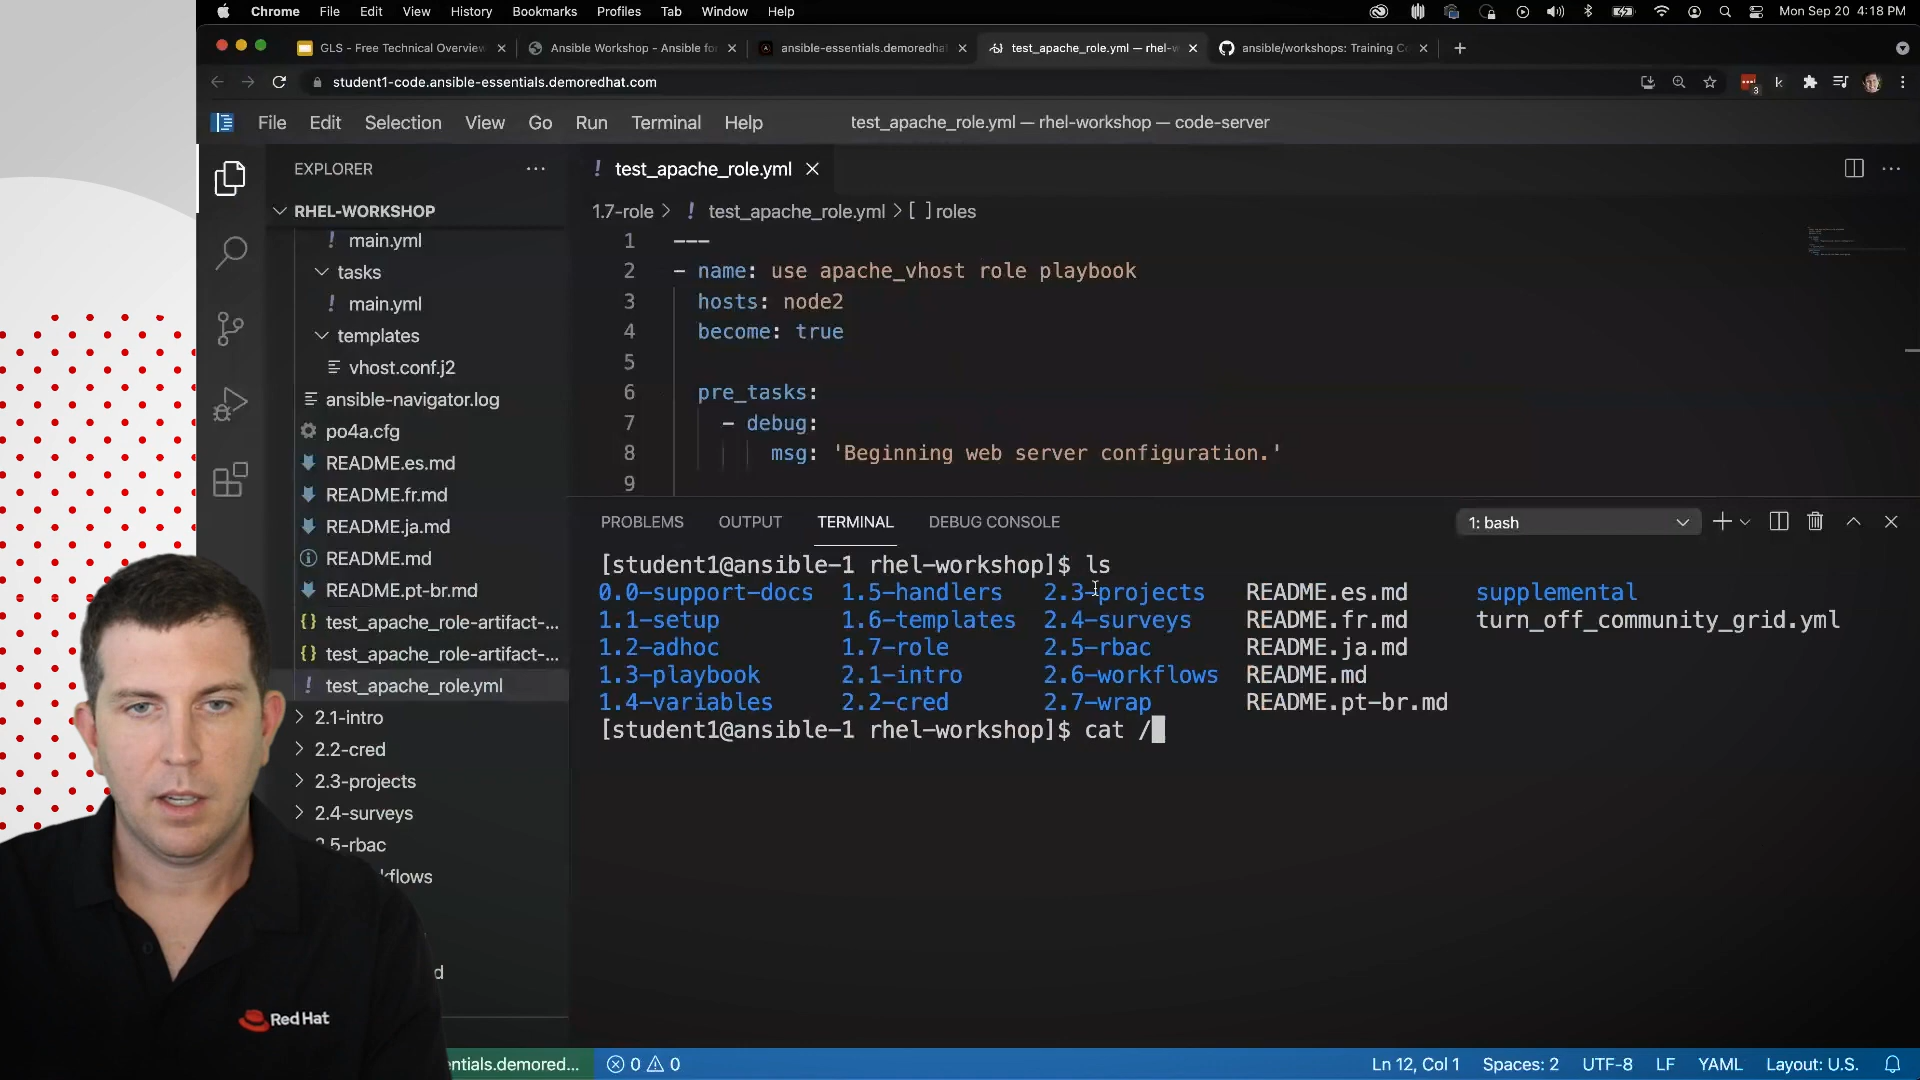 Chrome File Edit View History Bookmarks Profiles Tab Window Help Mon Sep 20 4:18 PM
GLS - Free Technical Overview Ansible Workshop - Ansible for ansible-essentials.demoredhat test_apache_role.yml — rhel-w ansible/workshops: Training C
student1-code.ansible-essentials.demoredhat.com 3 k
File Edit Selection View Go Run Terminal Help test_apache_role.yml — rhel-workshop — code-server
EXPLORER
RHEL-WORKSHOP
main.yml
tasks
main.yml
templates
vhost.conf.j2
ansible-navigator.log
po4a.cfg
README.es.md
README.fr.md
README.ja.md
README.md
README.pt-br.md
test_apache_role-artifact-...
test_apache_role-artifact-...
test_apache_role.yml
2.1-intro
2.2-cred
2.3-projects
2.4-surveys
5-rbac
kflows
d
test_apache_role.yml
1.7-role > test_apache_role.yml > [ ] roles
1 ---
2 - name: use apache_vhost role playbook
3 hosts: node2
4 become: true
5
6 pre_tasks:
7 - debug:
8 msg: 'Beginning web server configuration.'
9
PROBLEMS OUTPUT TERMINAL DEBUG CONSOLE 1: bash
[student1@ansible-1 rhel-workshop]$ ls
0.0-support-docs 1.5-handlers 2.3-projects README.es.md supplemental
1.1-setup 1.6-templates 2.4-surveys README.fr.md turn_off_community_grid.yml
1.2-adhoc 1.7-role 2.5-rbac README.ja.md
1.3-playbook 2.1-intro 2.6-workflows README.md
1.4-variables 2.2-cred 2.7-wrap README.pt-br.md
[student1@ansible-1 rhel-workshop]$ cat /
Red Hat
entials.demored... 0 0 Ln 12, Col 1 Spaces: 2 UTF-8 LF YAML Layout: U.S.